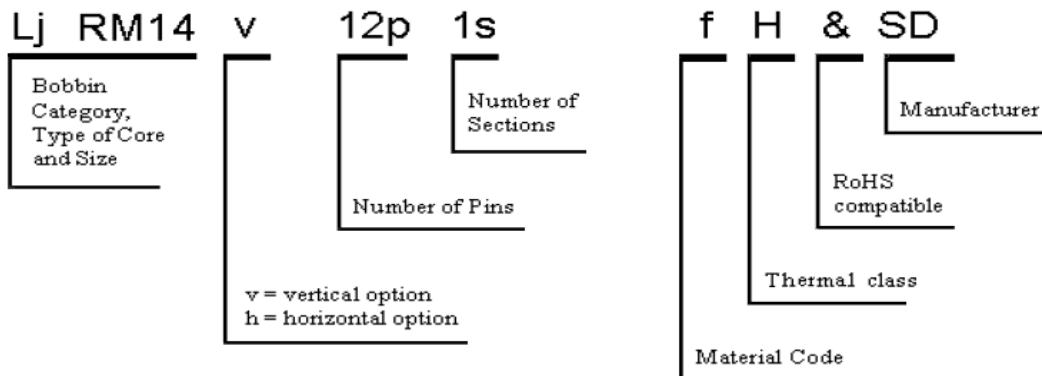 Lj RM14 v 12p 1s f H & SD
Bobbin
Category,
Type of Core
and Size
Number of
Sections
Manufacturer
RoHS
compatible
Number of Pins
Thermal class
v = vertical option
h = horizontal option
Material Code